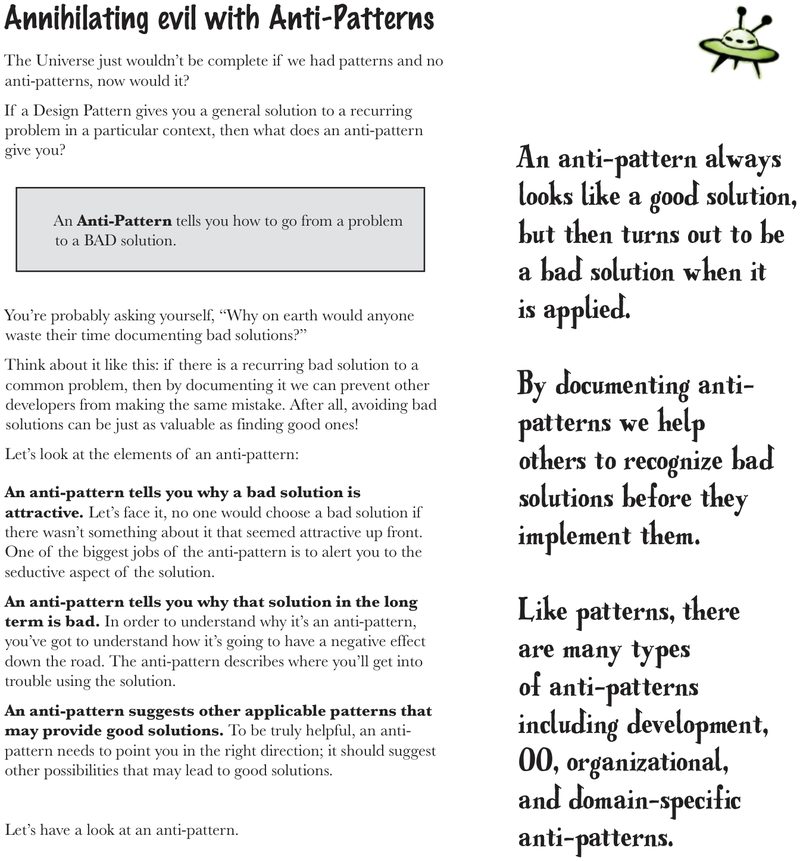 Annihilating evil with Anti-Patterns
The Universe just wouldn't be complete if we had patterns and no
anti-patterns, now would it?
If a Design Pattern gives you a general solution to a recurring
problem in a particular context, then what does an anti-pattern
give you?
An Anti-Pattern tells you how to go from a problem
to a BAD solution.
You're probably asking yourself, “Why on earth would anyone
waste their time documenting bad solutions?”
Think about it like this: if there is a recurring bad solution to a
common problem, then by documenting it we can prevent other
developers from making the same mistake. After all, avoiding bad
solutions can be just as valuable as finding good ones!
Let's look at the elements of an anti-pattern:
An anti-pattern tells you why a bad solution is
attractive. Let's face it, no one would choose a bad solution if
there wasn't something about it that seemed attractive up front.
One of the biggest jobs of the anti-pattern is to alert you to the
seductive aspect of the solution.
An anti-pattern tells you why that solution in the long
term is bad. In order to understand why it's an anti-pattern,
you've got to understand how it's going to have a negative effect
down the road. The anti-pattern describes where you'll get into
trouble using the solution.
An anti-pattern suggests other applicable patterns that
may provide good solutions. To be truly helpful, an anti-
pattern needs to point you in the right direction; it should suggest
other possibilities that may lead to good solutions.
Let's have a look at an anti-pattern.
An anti-pattern always
looks like a good solution,
but then turns out to be
a bad solution when it
is applied.
By documenting anti-
patterns we help
others to recognize bad
solutions before they
implement them.
Like patterns, there
are many types
of anti-patterns
including development,
OO, organizational,
and domain-specific
anti-patterns.